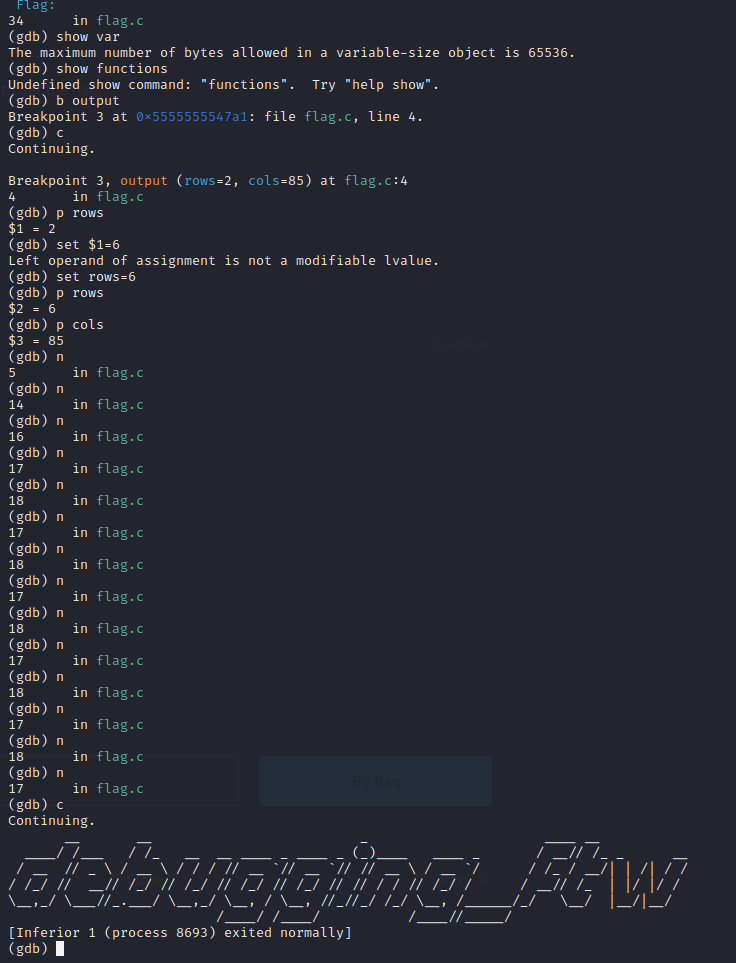 Flag:
34      in flag.c
(gdb) show var
The maximum number of bytes allowed in a variable-size object is 65536.
(gdb) show functions
Undefined show command: "functions".  Try "help show".
(gdb) b output
Breakpoint 3 at 0×5555555547a1: file flag.c, line 4.
(gdb) c
Continuing.

Breakpoint 3, output (rows=2, cols=85) at flag.c:4
4       in flag.c
(gdb) p rows
$1 = 2
(gdb) set $1=6
Left operand of assignment is not a modifiable lvalue.
(gdb) set rows=6
(gdb) p rows
$2 = 6
(gdb) p cols
$3 = 85
(gdb) n
5       in flag.c
(gdb) n
14      in flag.c
(gdb) n
16      in flag.c
(gdb) n
17      in flag.c
(gdb) n
18      in flag.c
(gdb) n
17      in flag.c
(gdb) n
18      in flag.c
(gdb) n
17      in flag.c
(gdb) n
18      in flag.c
(gdb) n
17      in flag.c
(gdb) n
18      in flag.c
(gdb) n
17      in flag.c
(gdb) n
18      in flag.c
(gdb) n
17      in flag.c
(gdb) c
Continuing.
[Inferior 1 (process 8693) exited normally]
(gdb)
Download
Try flag